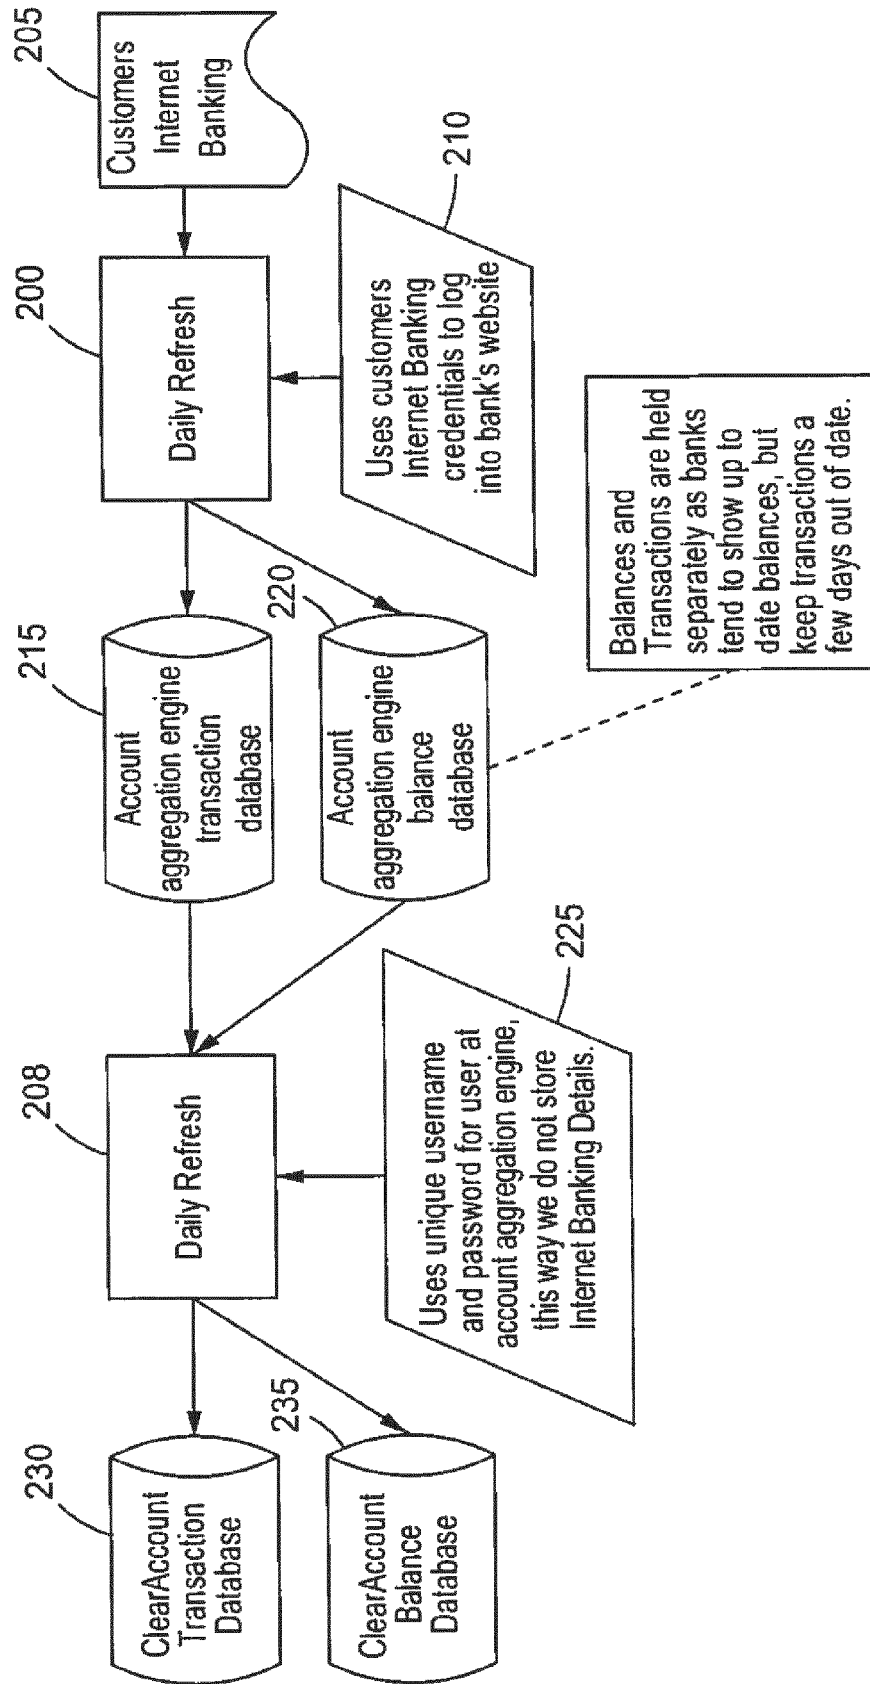 230
ClearAccount
Transaction
Database
235
ClearAccount
Balance
Database
208
Daily Refresh
225
Uses unique username
and password for user at
account aggregation engine,
this way we do not store
Internet Banking Details.
215
Account
aggregation engine
transaction
database
220
Account
aggregation engine
balance
database
200
Daily Refresh
210
Uses customers
Internet Banking
credentials to log
into bank's website
205
Customers
Internet
Banking
Balances and
Transactions are held
separately as banks
tend to show up to
date balances, but
keep transactions a
few days out of date.